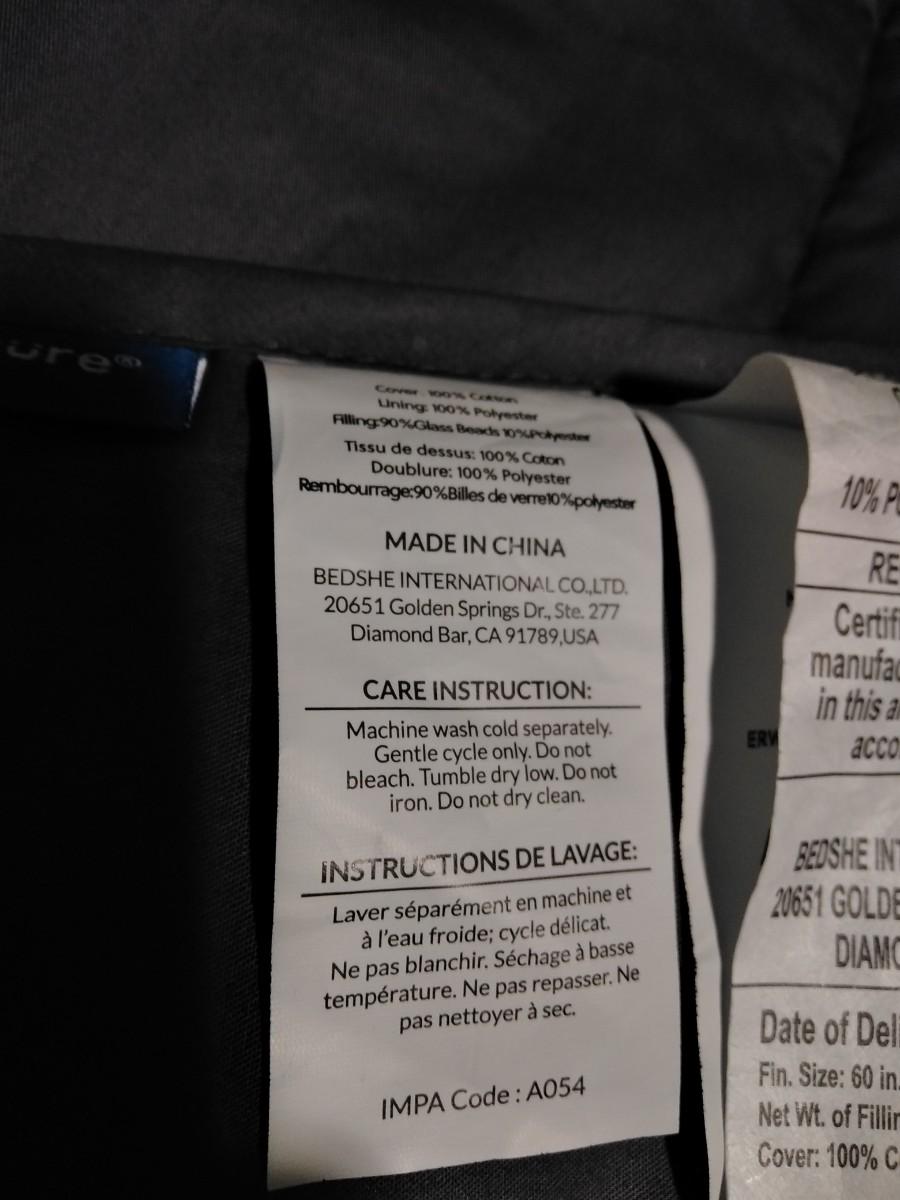 üre®
Cover: 100% Cotton
Lining: 100% Polyester
Filling:90%Glass Beads 10%Polyester
Tissu de dessus: 100% Coton
Doublure: 100% Polyester
Rembourrage:90%Billes de verre10%polyester
MADE IN CHINA
BEDSHE INTERNATIONAL CO.,LTD.
20651 Golden Springs Dr., Ste. 277
Diamond Bar, CA 91789,USA
CARE INSTRUCTION:
Machine wash cold separately.
Gentle cycle only. Do not
bleach. Tumble dry low. Do not
iron. Do not dry clean.
INSTRUCTIONS DE LAVAGE:
Laver séparément en machine et
à l'eau froide; cycle délicat.
Ne pas blanchir. Séchage à basse
température. Ne pas repasser. Ne
pas nettoyer à sec.
IMPA Code : A054
ERW
10% P
RE
Certif
manufac
in this a
acco
BEDSHE INT
20651 GOLDE
DIAMO
Date of Deli
Fin. Size: 60 in.
Net Wt. of Fillin
Cover: 100% C